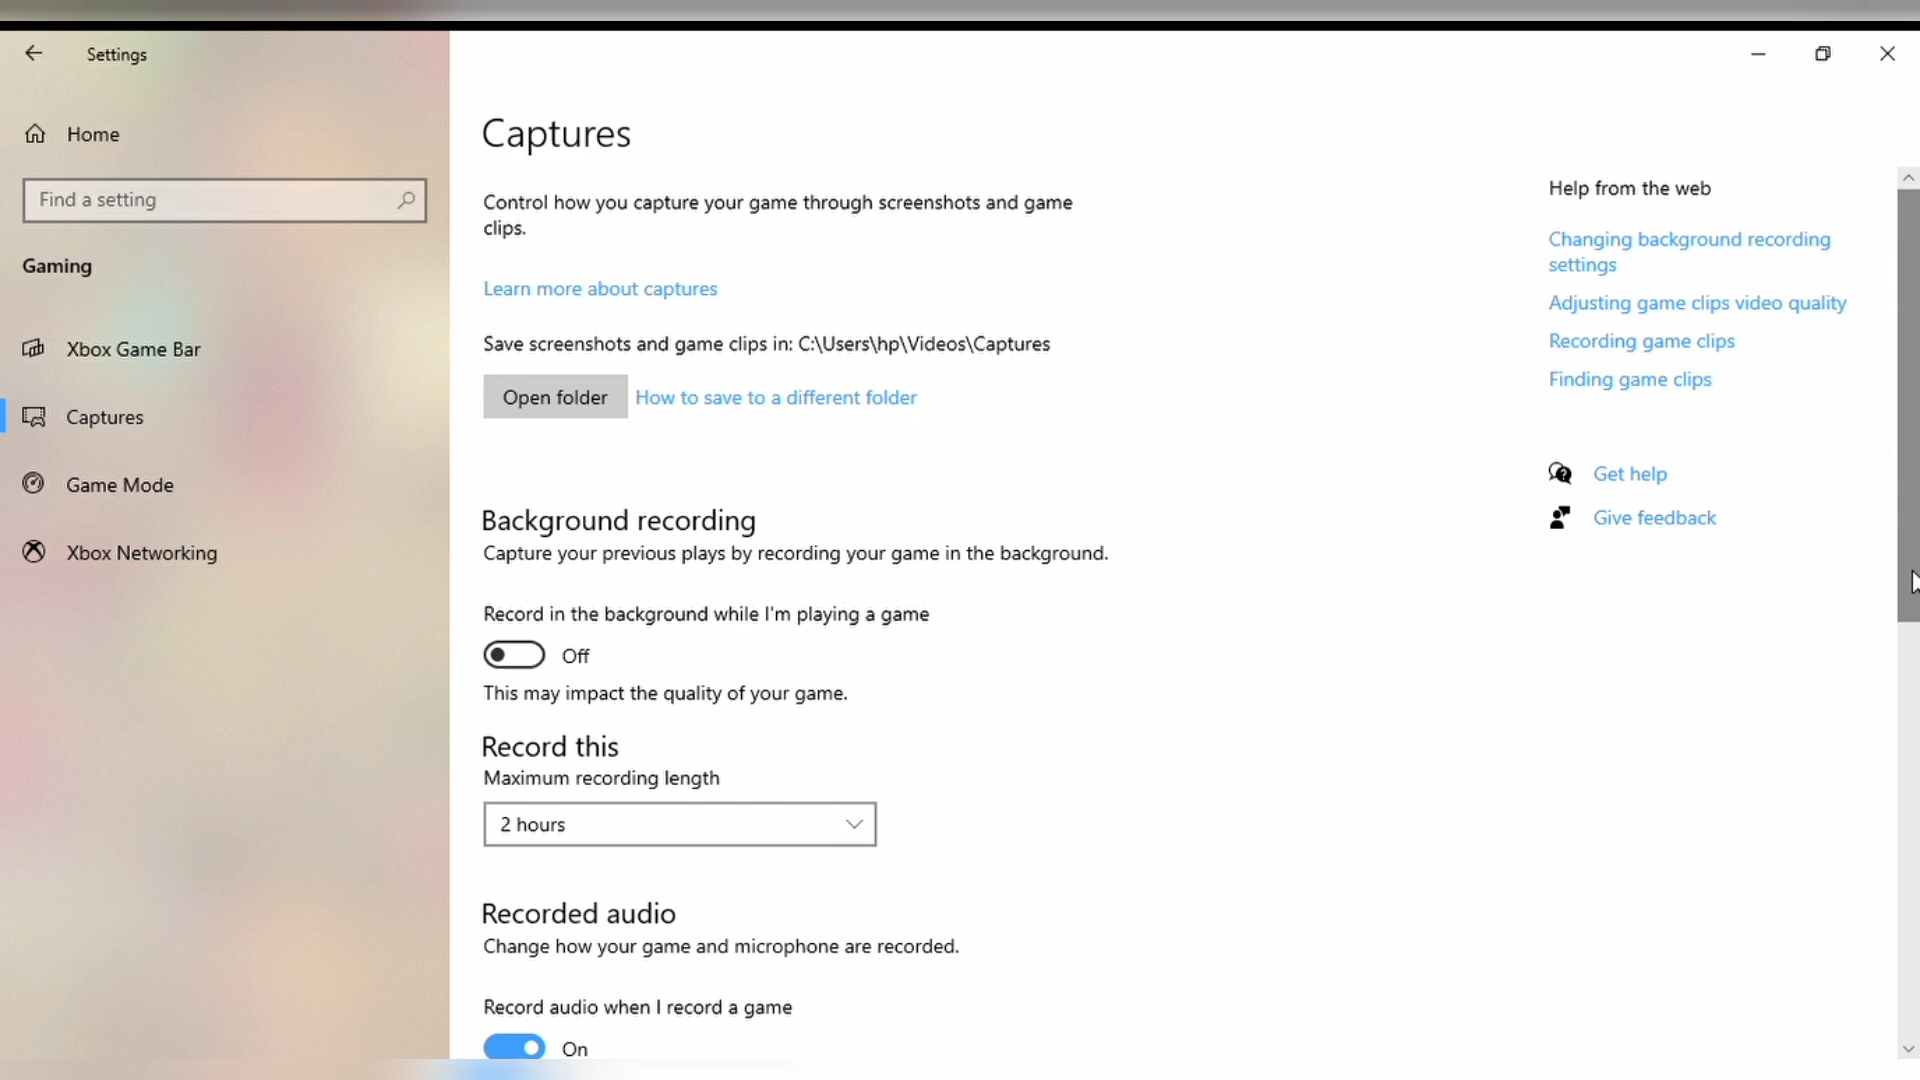 Settings
Home
Find a setting
Gaming
Xbox Game Bar
Captures
Game Mode
Xbox Networking
Captures
Control how you capture your game through screenshots and game
clips.
Learn more about captures
Save screenshots and game clips in: C:\Users\hp\Videos\Captures
Open folder
How to save to a different folder
Background recording
Capture your previous plays by recording your game in the background.
Record in the background while I'm playing a game
Off
This may impact the quality of your game.
Record this
Maximum recording length
2 hours
Recorded audio
Change how your game and microphone are recorded.
Record audio when I record a game
On
Help from the web
Changing background recording
settings
Adjusting game clips video quality
Recording game clips
Finding game clips
Get help
Give feedback